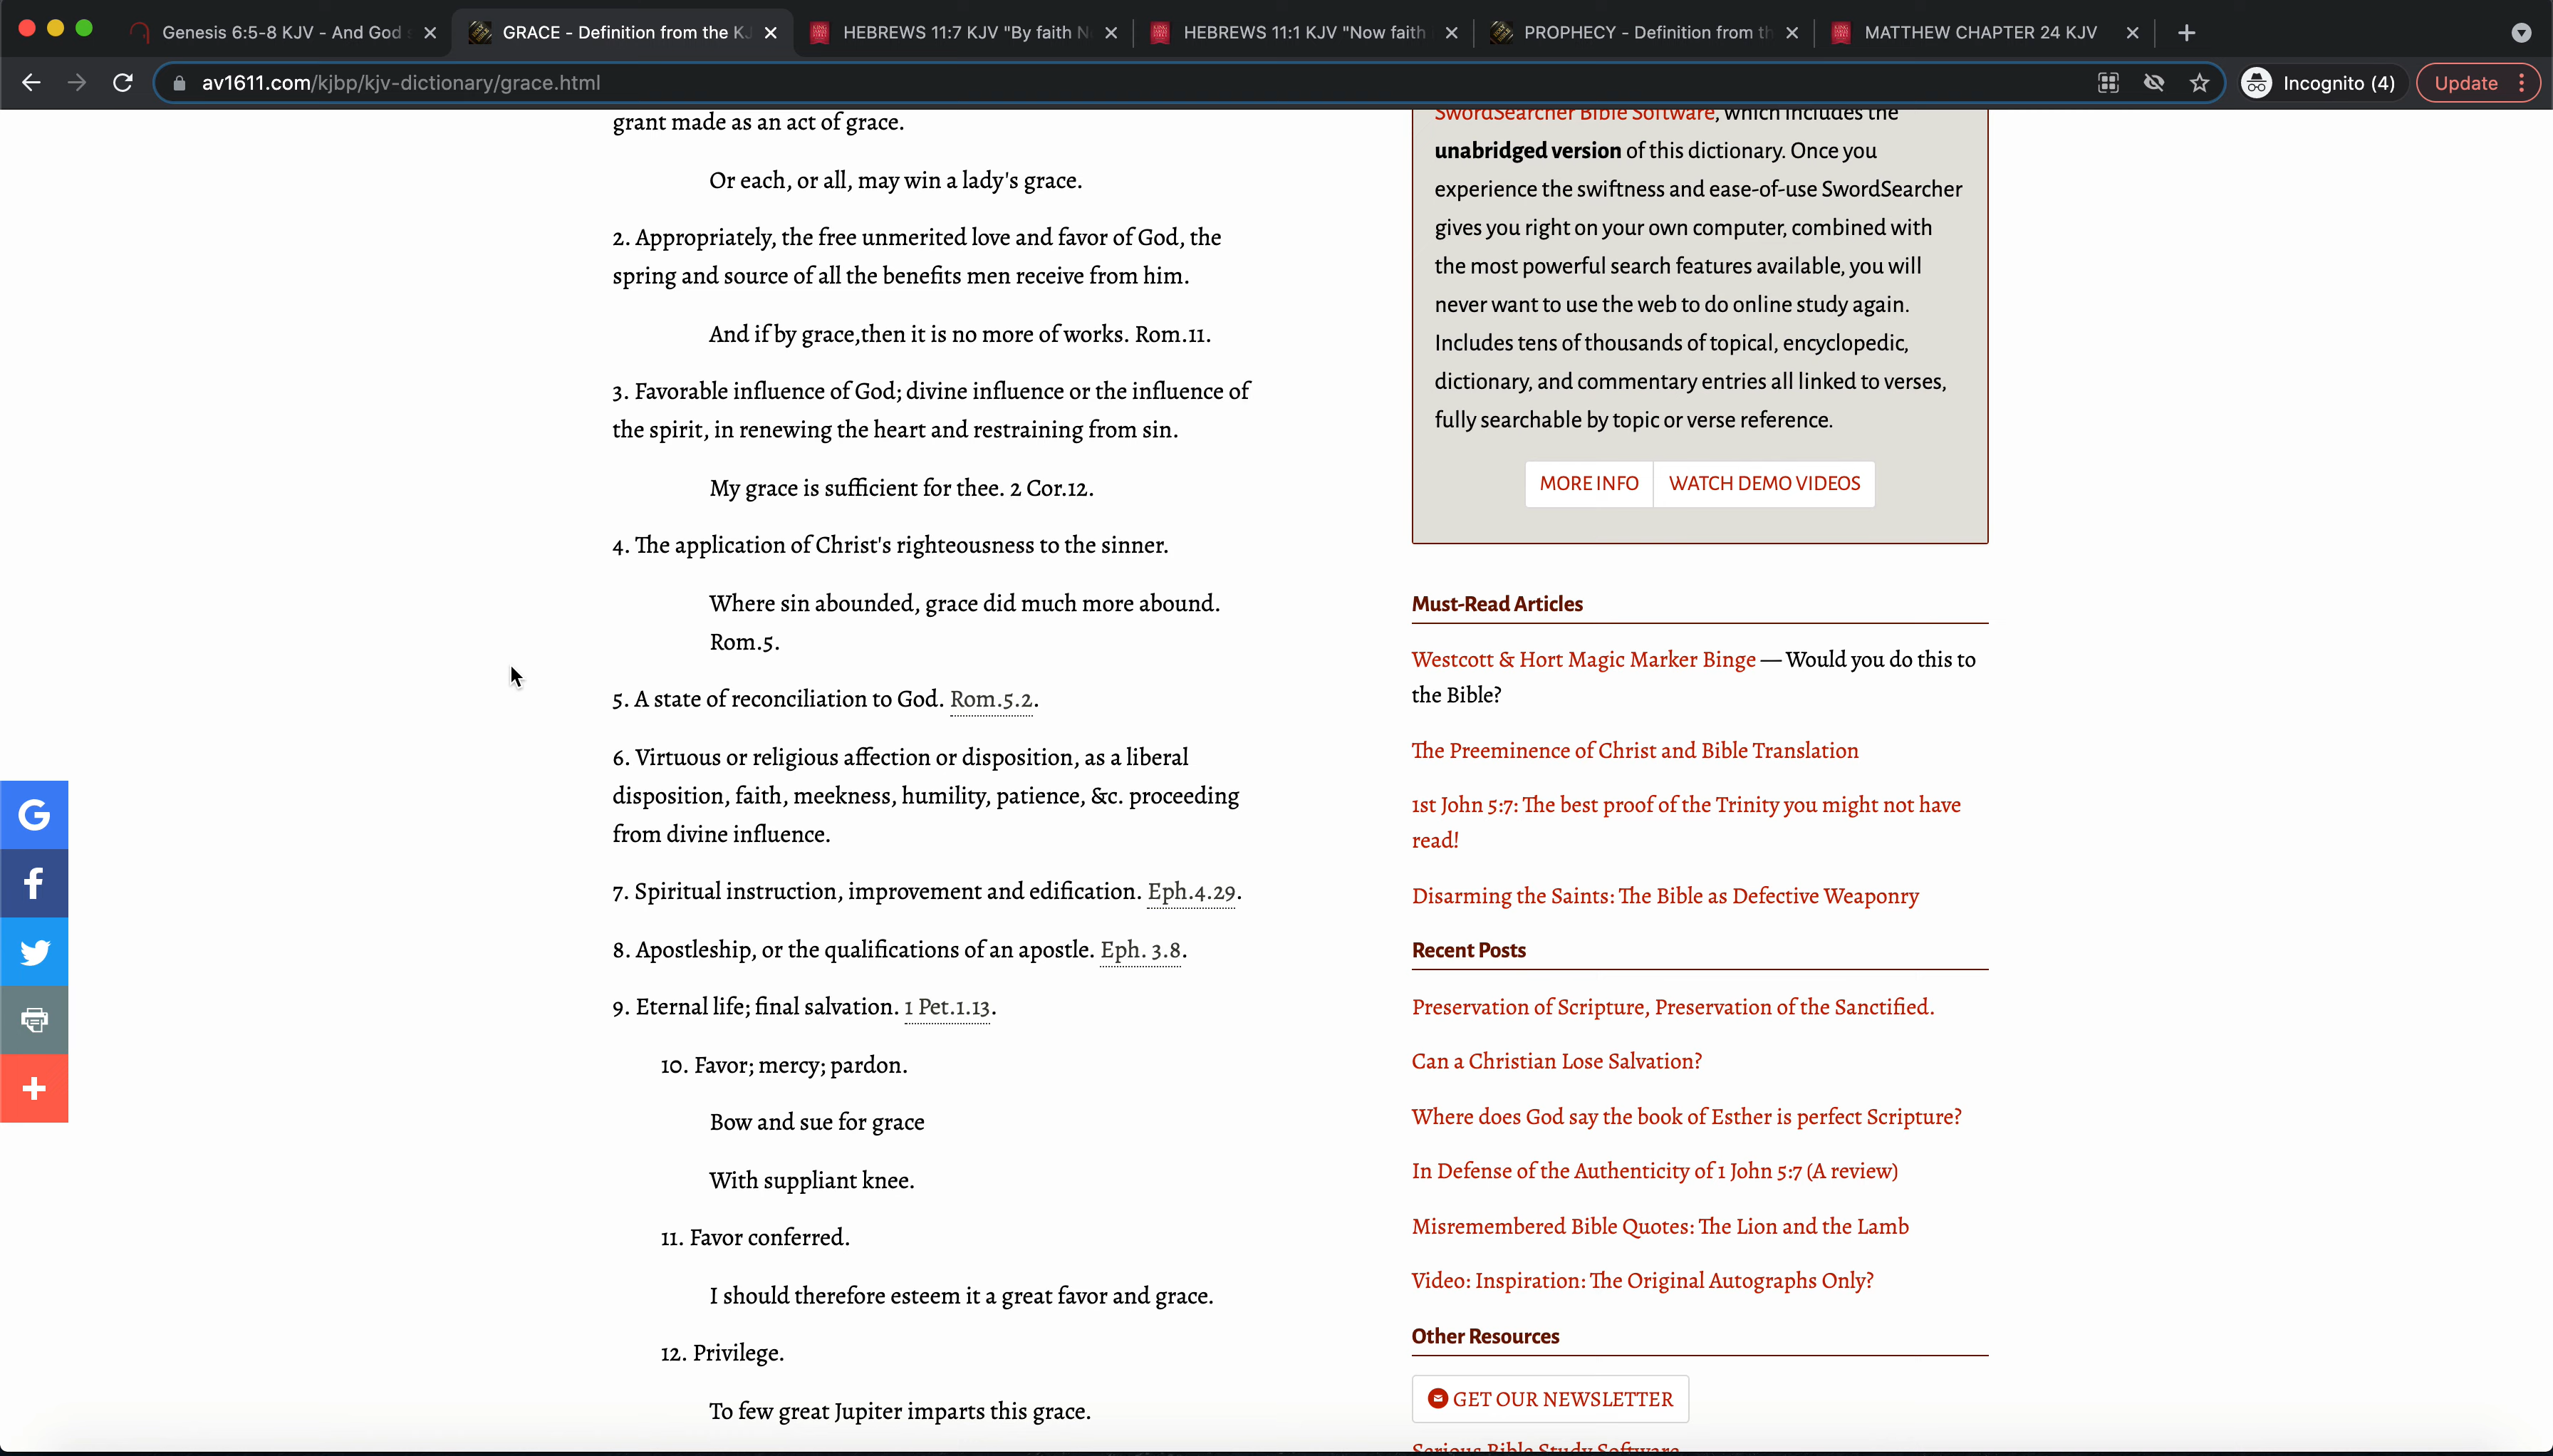 Genesis 6:5-8 KJV - And God
GRACE - Definition from the KJ
HEBREWS 11:7 KJV "By faith N
HEBREWS 11:1 KJV "Now faith
PROPHECY - Definition from th
MATTHEW CHAPTER 24 KJV
av1611.com/kjbp/kjv-dictionary/grace.html
Incognito (4)
Update
grant made as an act of grace.
Or each, or all, may win a lady's grace.
2. Appropriately, the free unmerited love and favor of God, the
spring and source of all the benefits men receive from him.
And if by grace,then it is no more of works. Rom.11.
3. Favorable influence of God; divine influence or the influence of
the spirit, in renewing the heart and restraining from sin.
My grace is sufficient for thee. 2 Cor.12.
4. The application of Christ's righteousness to the sinner.
Where sin abounded, grace did much more abound.
Rom.5.
5. A state of reconciliation to God. Rom.5.2.
6. Virtuous or religious affection or disposition, as a liberal
disposition, faith, meekness, humility, patience, &c. proceeding
from divine influence.
7. Spiritual instruction, improvement and edification. Eph.4.29.
8. Apostleship, or the qualifications of an apostle. Eph. 3.8.
9. Eternal life; final salvation. 1 Pet.1.13.
10. Favor; mercy; pardon.
Bow and sue for grace
With suppliant knee.
11. Favor conferred.
I should therefore esteem it a great favor and grace.
12. Privilege.
To few great Jupiter imparts this grace.
SwordSearcher Bible Software, which includes the
unabridged version of this dictionary. Once you
experience the swiftness and ease-of-use SwordSearcher
gives you right on your own computer, combined with
the most powerful search features available, you will
never want to use the web to do online study again.
Includes tens of thousands of topical, encyclopedic,
dictionary, and commentary entries all linked to verses,
fully searchable by topic or verse reference.
MORE INFO
WATCH DEMO VIDEOS
Must-Read Articles
Westcott & Hort Magic Marker Binge — Would you do this to
the Bible?
The Preeminence of Christ and Bible Translation
1st John 5:7: The best proof of the Trinity you might not have
read!
Disarming the Saints: The Bible as Defective Weaponry
Recent Posts
Preservation of Scripture, Preservation of the Sanctified.
Can a Christian Lose Salvation?
Where does God say the book of Esther is perfect Scripture?
In Defense of the Authenticity of 1 John 5:7 (A review)
Misremembered Bible Quotes: The Lion and the Lamb
Video: Inspiration: The Original Autographs Only?
Other Resources
GET OUR NEWSLETTER
Serious Bible Study Software